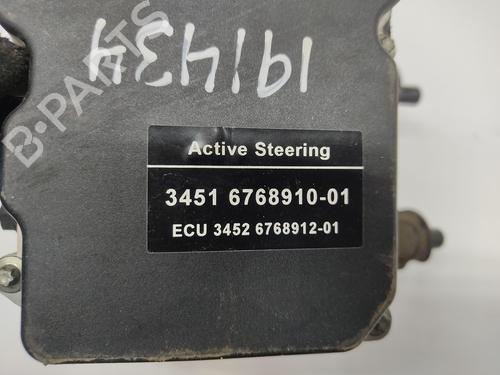 191434
Active Steering
3451 6768910-01
ECU 3452 6768912-01
B-PARTS